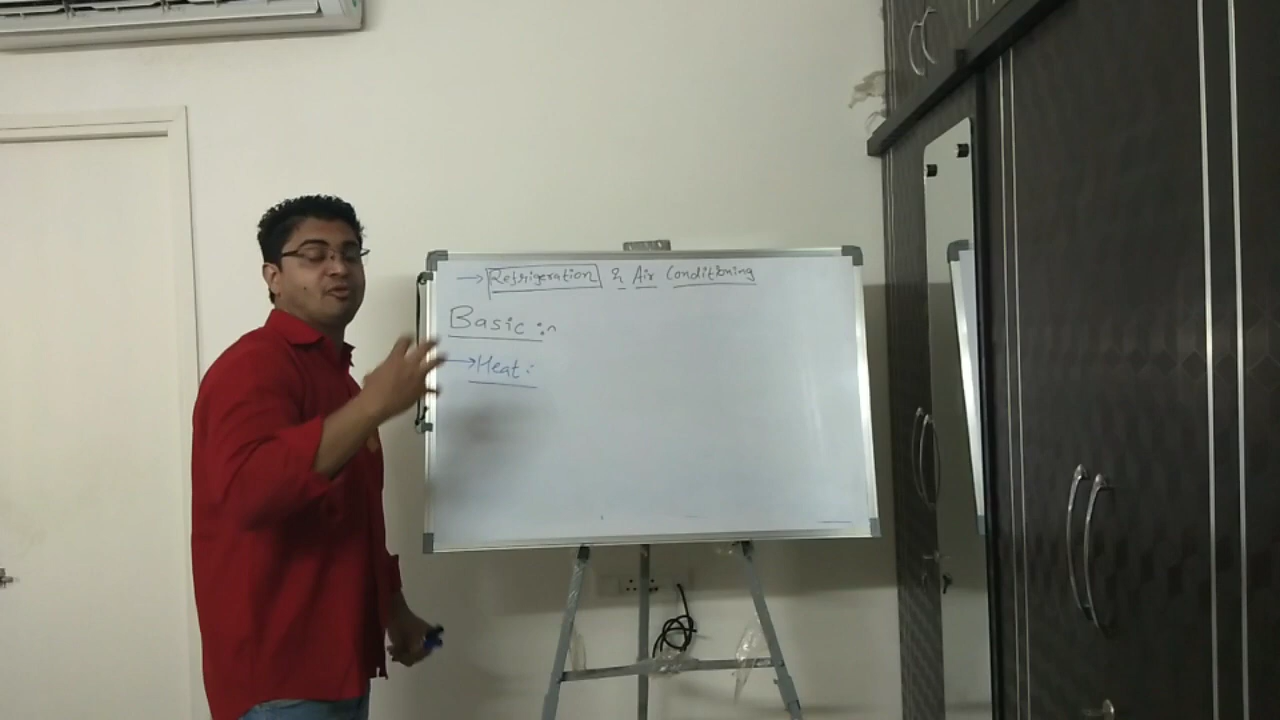 → Refrigeration & Air Conditioning
Basic :-
→ Heat :